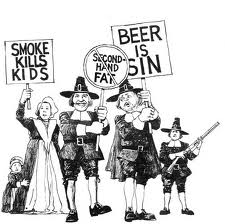 SMOKE
KILLS
KIDS
SECOND-
HAND
FAT
BEER
IS
SIN